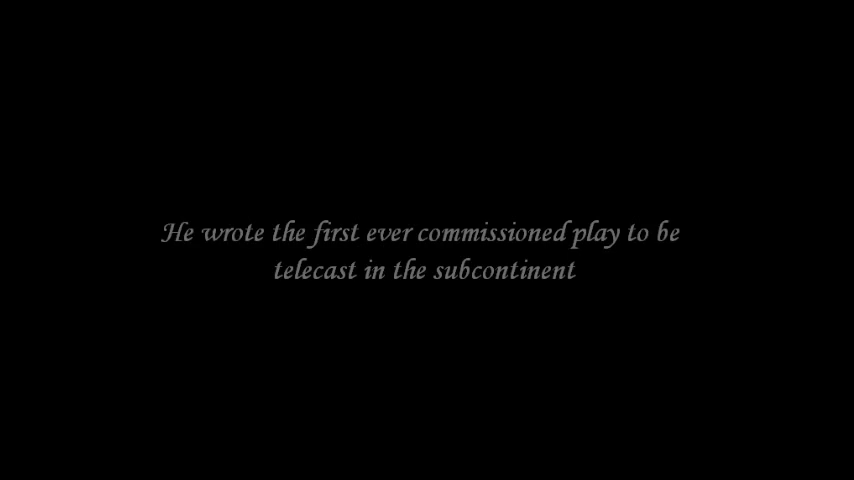 He wrote the first ever commissioned play to be
telecast in the subcontinent